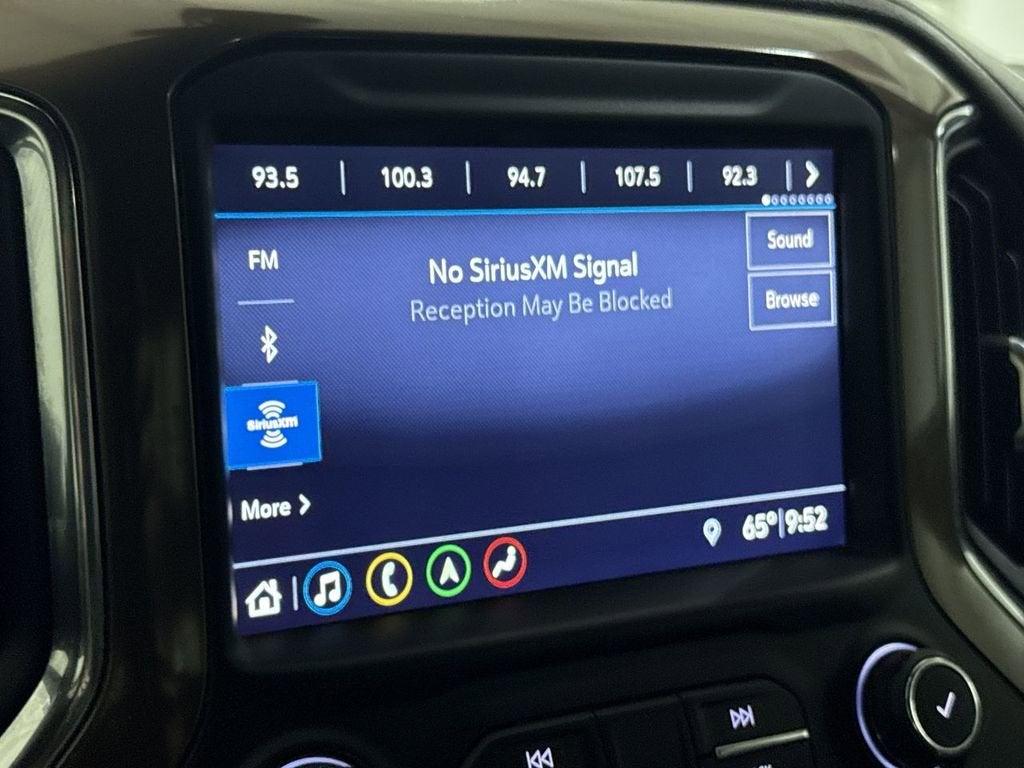 93.5 | 100.3 | 94.7 | 107.5 | 92.3 |
FM
No SiriusXM Signal
Reception May Be Blocked
Sound
Browse
SiriusXM
More
65° | 9:52